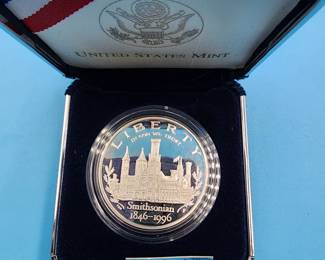 UNITED STATES MINT
LIBERTY
IN GOD WE TRUST
Smithsonian
1846-1996